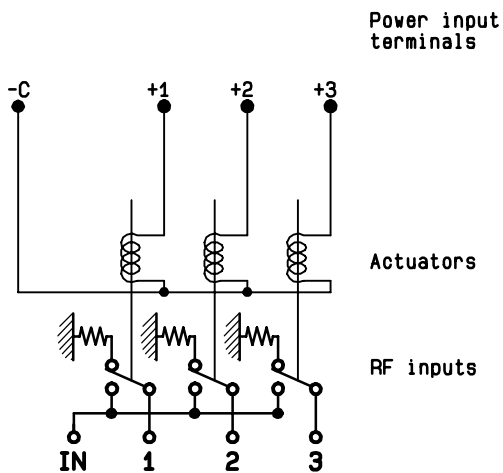 Power input
terminals
-C +1 +2 +3
Actuators
RF inputs
IN 1 2 3